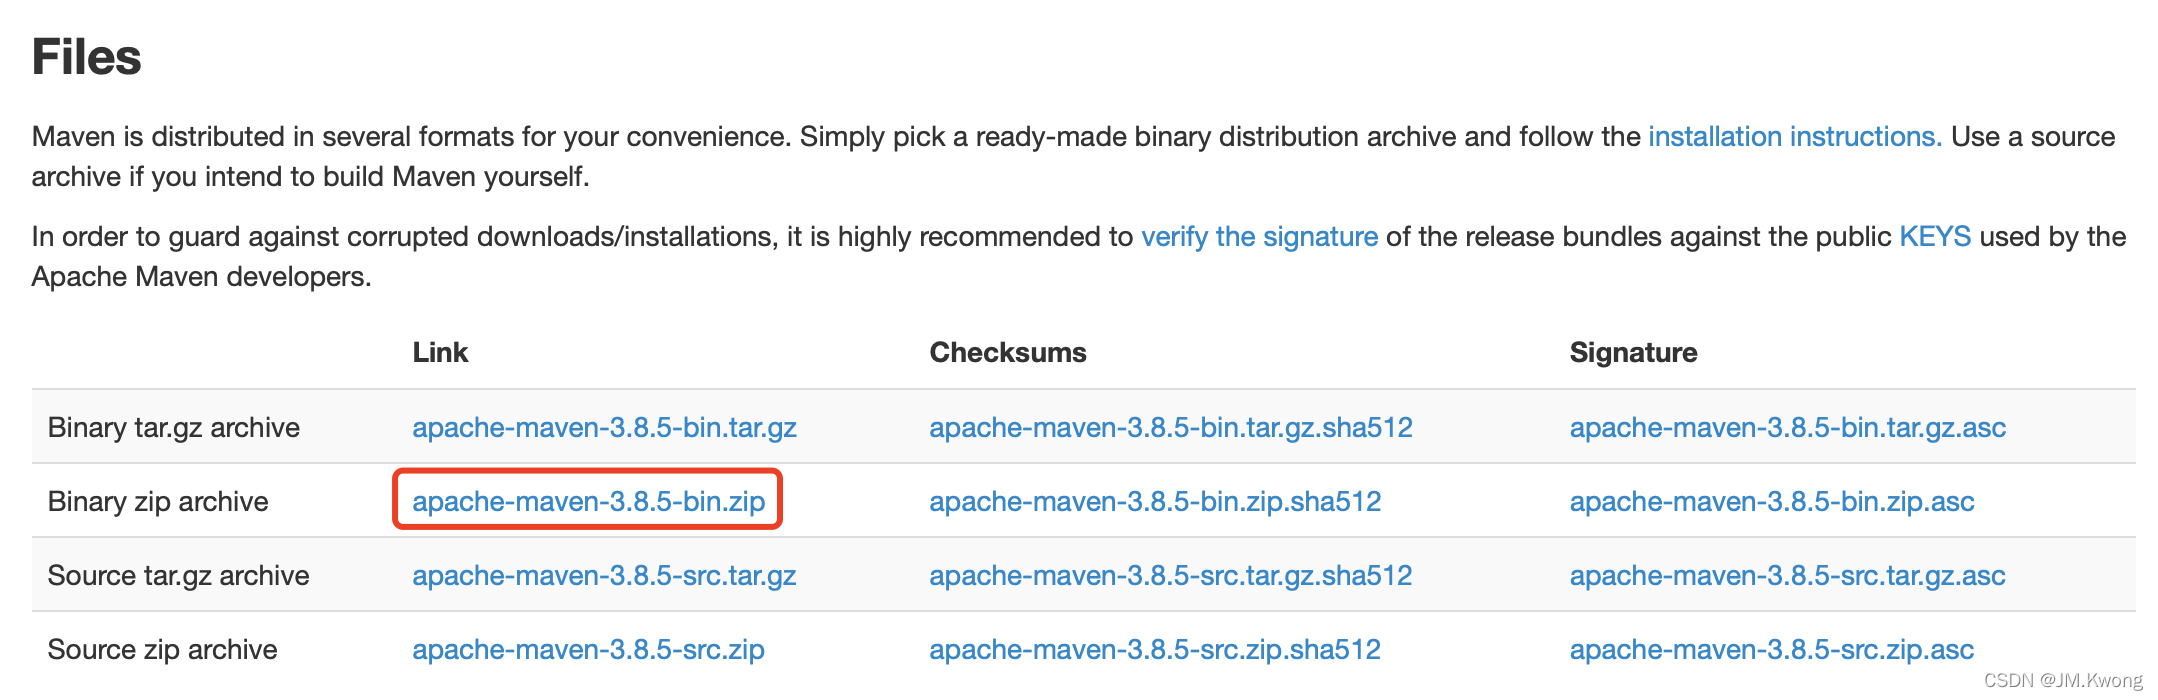 Files
Maven is distributed in several formats for your convenience. Simply pick a ready-made binary distribution archive and follow the installation instructions. Use a source
archive if you intend to build Maven yourself.
In order to guard against corrupted downloads/installations, it is highly recommended to verify the signature of the release bundles against the public KEYS used by the
Apache Maven developers.
Link Checksums Signature
Binary tar.gz archive apache-maven-3.8.5-bin.tar.gz apache-maven-3.8.5-bin.tar.gz.sha512 apache-maven-3.8.5-bin.tar.gz.asc
Binary zip archive apache-maven-3.8.5-bin.zip apache-maven-3.8.5-bin.zip.sha512 apache-maven-3.8.5-bin.zip.asc
Source tar.gz archive apache-maven-3.8.5-src.tar.gz apache-maven-3.8.5-src.tar.gz.sha512 apache-maven-3.8.5-src.tar.gz.asc
Source zip archive apache-maven-3.8.5-src.zip apache-maven-3.8.5-src.zip.sha512 apache-maven-3.8.5-src.zip.asc
CSDN @JM.Kwong